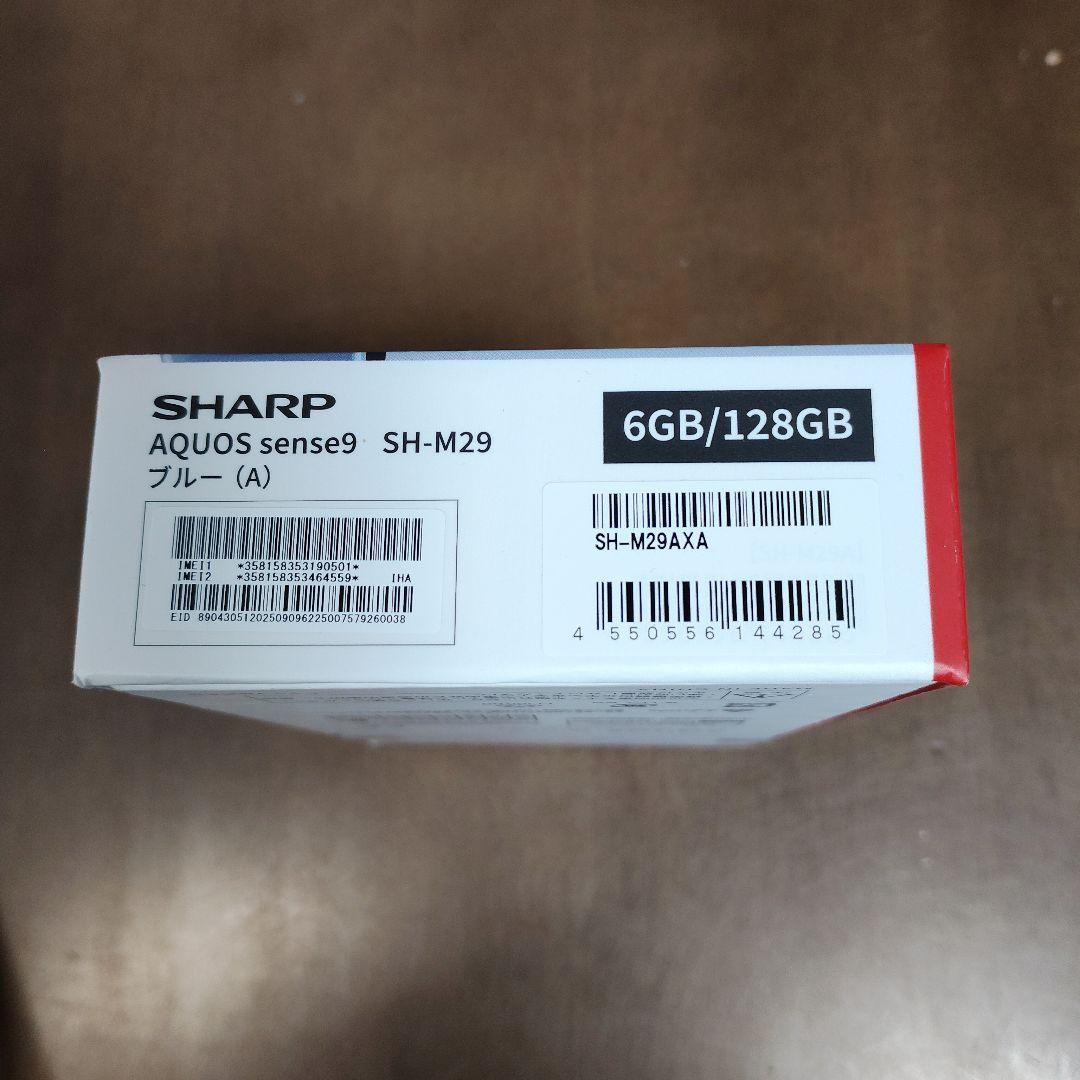 SHARP
AQUOS sense9 SH-M29
ブルー（A）
6GB/128GB
IMEI1 *358158353190501*
IMEI2 *358158353464559* IHA
EID 89043051202509096225007579260038
SH-M29AXA
4 550556 144285